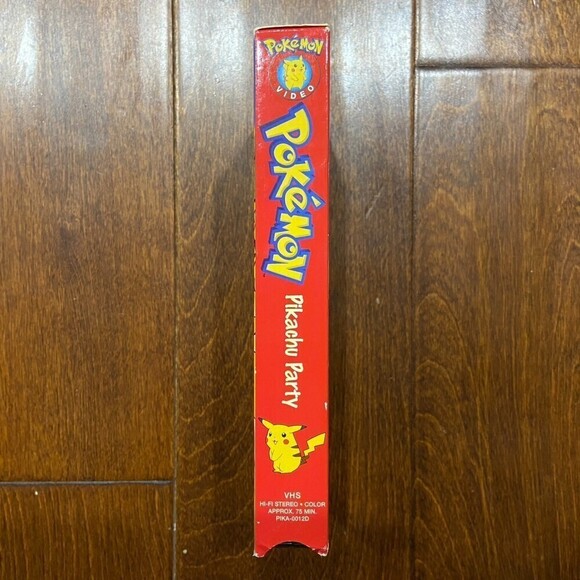 POKéMON
VIDEO
POKéMON
Pikachu Party
VHS
HI-FI STEREO • COLOR
APPROX. 75 MIN.
PIKA-0012D